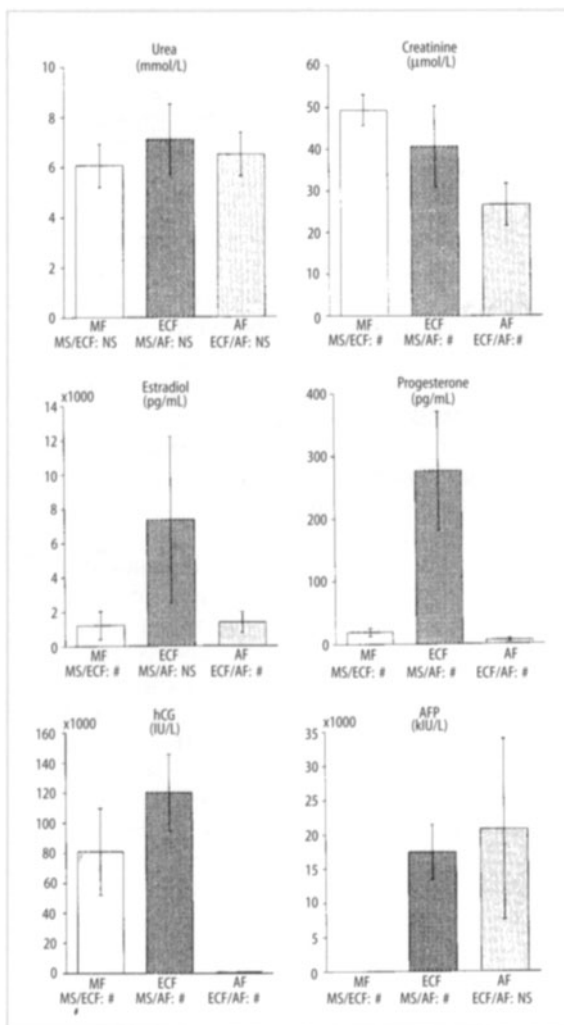 Urea
(mmol/L)
10
8
6
4
2
0
MF ECF AF
MS/ECF: NS MS/AF: NS ECF/AF: NS
Creatinine
(µmol/L)
60
50
40
30
20
10
0
MF ECF AF
MS/ECF: # MS/AF: # ECF/AF: #
Estradiol
(pg/mL)
x1000
14
12
10
8
6
4
2
0
MF ECF AF
MS/ECF: # MS/AF: NS ECF/AF: #
Progesterone
(pg/mL)
400
300
200
100
0
MF ECF AF
MS/ECF: # MS/AF: # ECF/AF: #
hCG
(IU/L)
x1000
160
140
120
100
80
60
40
20
0
MF ECF AF
MS/ECF: # MS/AF: # ECF/AF: #
#
AFP
(kIU/L)
x1000
35
30
25
20
15
10
5
0
MF ECF AF
MS/ECF: # MS/AF: # ECF/AF: NS